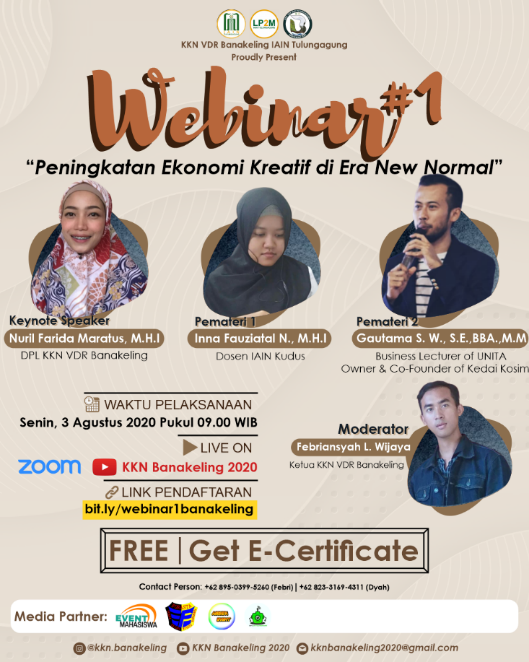 LP2M
KKN VDR Banakeling IAIN Tulungagung
Proudly Present
Webinar#1
“Peningkatan Ekonomi Kreatif di Era New Normal”
Keynote Speaker
Nuril Farida Maratus, M.H.I
DPL KKN VDR Banakeling
Pemateri 1
Inna Fauziatal N., M.H.I
Dosen IAIN Kudus
Pemateri 2
Gautama S. W., S.E.,BBA.,M.M
Business Lecturer of UNITA
Owner & Co-Founder of Kedai Kosim
WAKTU PELAKSANAAN
Senin, 3 Agustus 2020 Pukul 09.00 WIB
LIVE ON
zoom KKN Banakeling 2020
LINK PENDAFTARAN
bit.ly/webinar1banakeling
Moderator
Febriansyah L. Wijaya
Ketua KKN VDR Banakeling
FREE | Get E-Certificate
Contact Person: +62 895-0399-5260 (Febri) | +62 823-3169-4311 (Dyah)
Media Partner:
EVENT
MAHASISWA
@kkn.banakeling KKN Banakeling 2020 knbanakeling2020@gmail.com